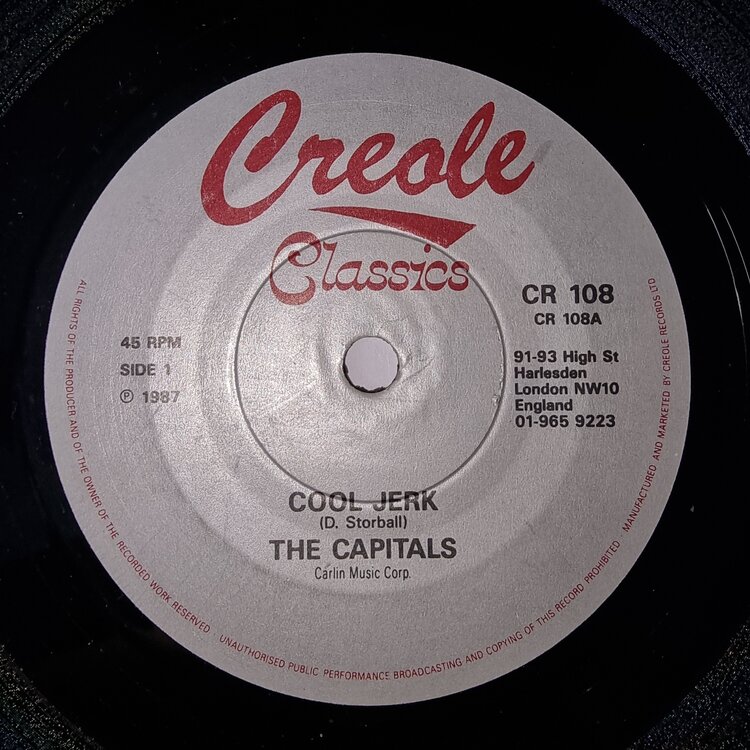 Creole
Classics
CR 108
CR 108A
45 RPM
SIDE 1
℗ 1987
91-93 High St
Harlesden
London NW10
England
01-965 9223
COOL JERK
(D. Storball)
THE CAPITALS
Carlin Music Corp.
ALL RIGHTS OF THE PRODUCER AND OF THE OWNER OF THE RECORDED WORK RESERVED UNAUTHORISED PUBLIC PERFORMANCE BROADCASTING AND COPYING OF THIS RECORD PROHIBITED MANUFACTURED AND MARKETED BY CREOLE RECORDS LTD